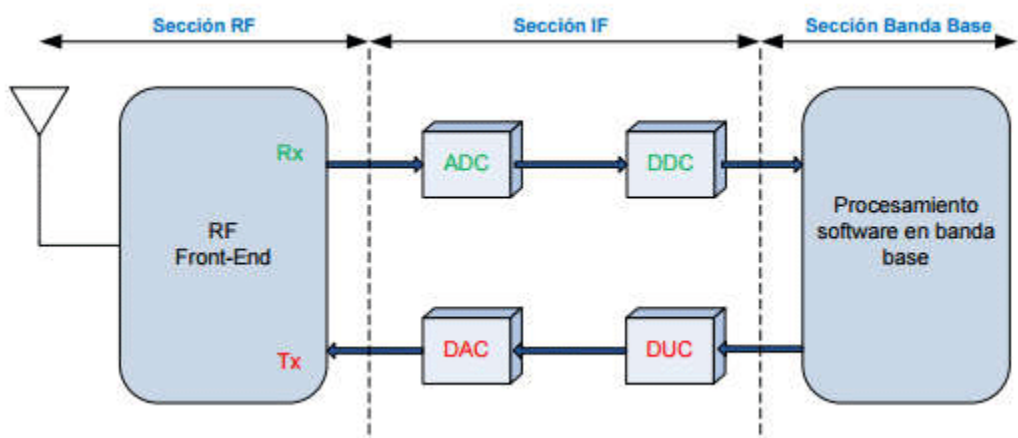 Sección RF
Sección IF
Sección Banda Base
Rx
ADC
DDC
RF
Front-End
Procesamiento
software en banda
base
Tx
DAC
DUC